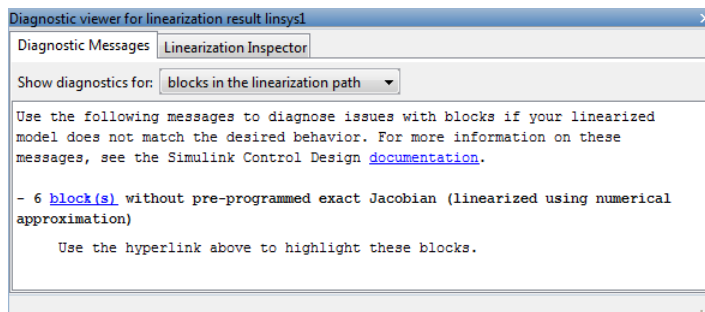 Diagnostic viewer for linearization result linsys1
Diagnostic Messages Linearization Inspector
Show diagnostics for: blocks in the linearization path
Use the following messages to diagnose issues with blocks if your linearized
model does not match the desired behavior. For more information on these
messages, see the Simulink Control Design documentation.
- 6 block(s) without pre-programmed exact Jacobian (linearized using numerical
approximation)
Use the hyperlink above to highlight these blocks.